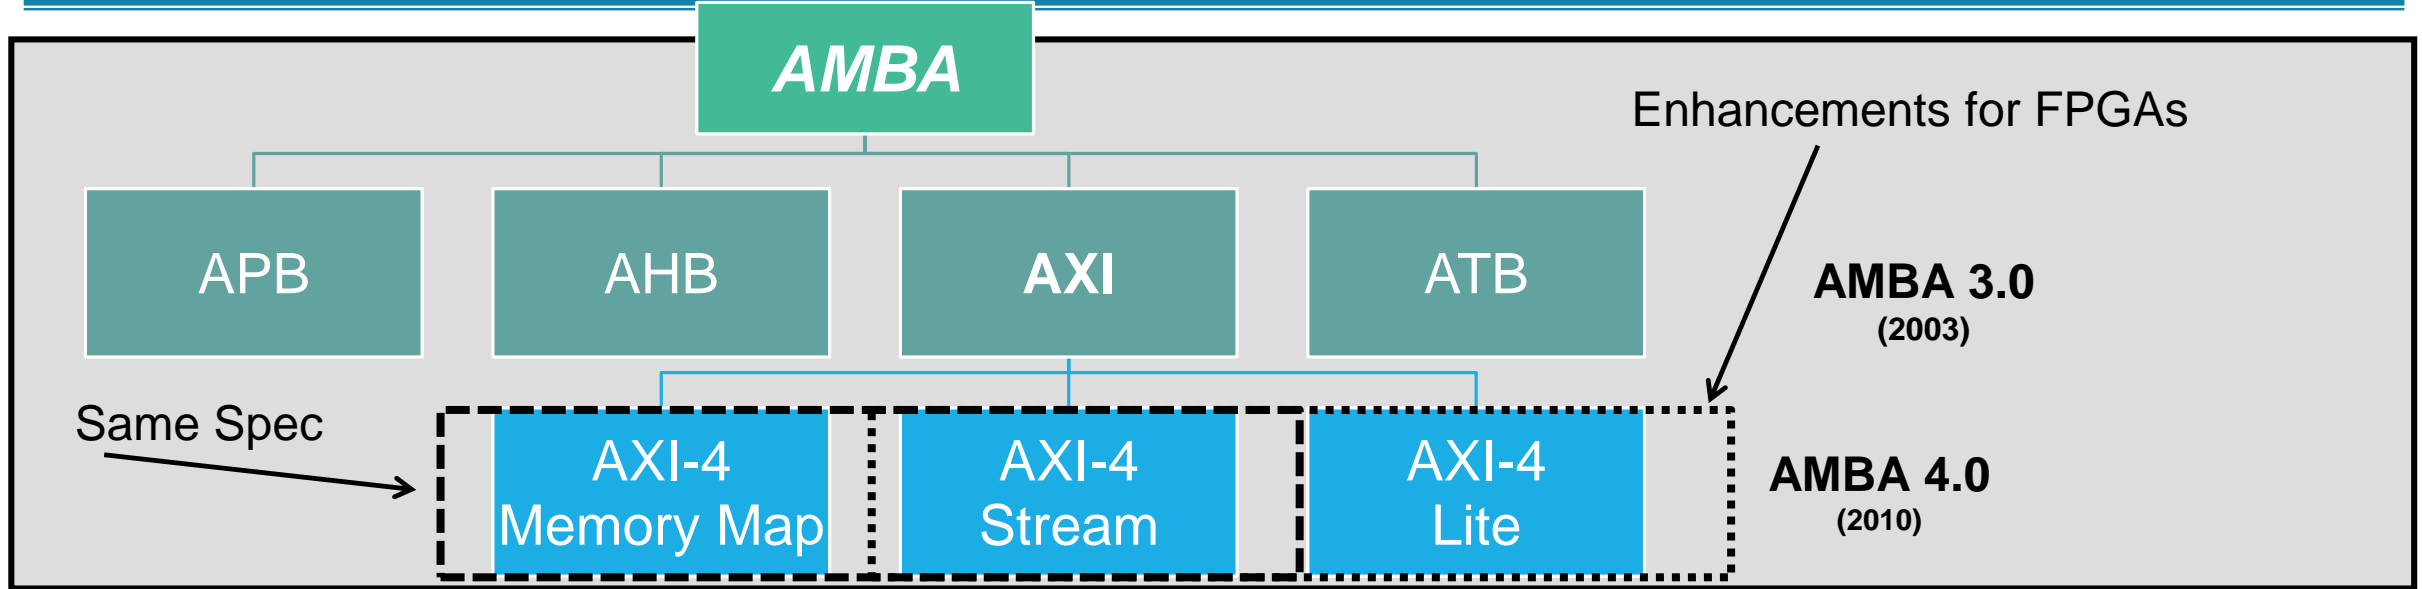 AMBA
Enhancements for FPGAs
APB
AHB
AXI
ATB
AMBA 3.0
(2003)
Same Spec
AXI-4
Memory Map
AXI-4
Stream
AXI-4
Lite
AMBA 4.0
(2010)